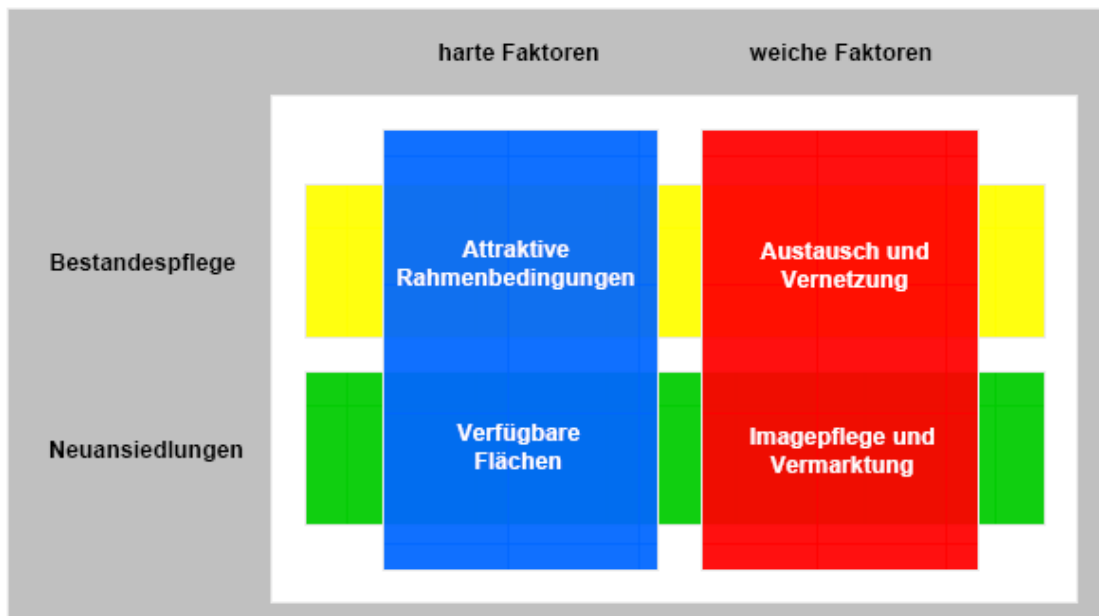 harte Faktoren
weiche Faktoren
Bestandespflege
Attraktive
Rahmenbedingungen
Austausch und
Vernetzung
Neuansiedlungen
Verfügbare
Flächen
Imagepflege und
Vermarktung